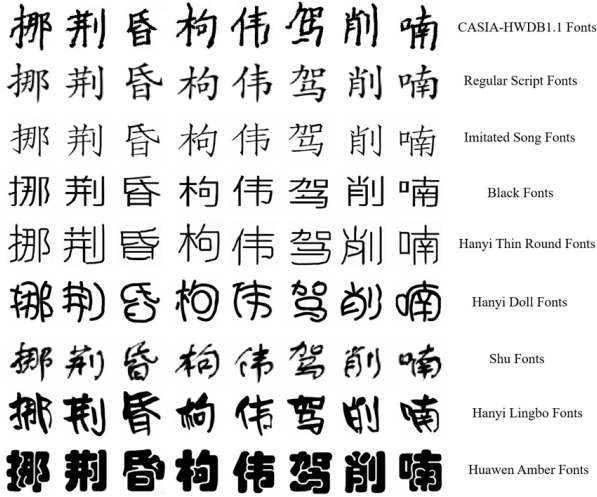 挪 荆 昏 枸 伟 驾 削 喃 CASIA-HWDB1.1 Fonts
挪 荆 昏 枸 伟 驾 削 喃 Regular Script Fonts
挪 荆 昏 枸 伟 驾 削 喃 Imitated Song Fonts
挪 荆 昏 枸 伟 驾 削 喃 Black Fonts
挪 荆 昏 枸 伟 驾 削 喃 Hanyi Thin Round Fonts
挪 荆 昏 枸 伟 驾 削 喃 Hanyi Doll Fonts
挪 荆 昏 枸 伟 驾 削 喃 Shu Fonts
挪 荆 昏 枸 伟 驾 削 喃 Hanyi Lingbo Fonts
挪 荆 昏 枸 伟 驾 削 喃 Huawen Amber Fonts